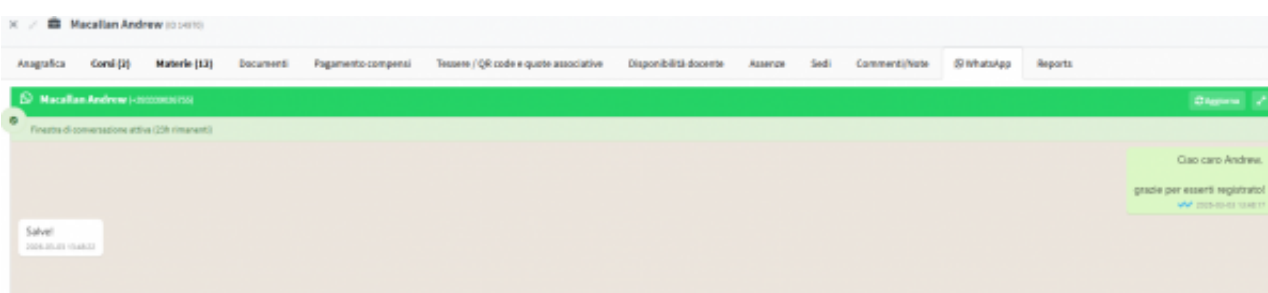 Macallan Andrew
Anagrafica Corsi (2) Materie (13) Documenti Pagamento compensi Tessere / QR code e quote associative Disponibilità docente Assenze Sedi Commenti/Note WhatsApp Reports
Macallan Andrew
Aggiorna
Finestra di conversazione attiva (23h rimanenti)
Ciao caro Andrew,
grazie per esserti registrato!
Salve!